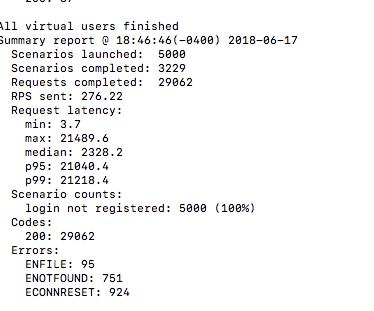 All virtual users finished
Summary report @ 18:46:46(-0400) 2018-06-17
Scenarios launched: 5000
Scenarios completed: 3229
Requests completed: 29062
RPS sent: 276.22
Request latency:
min: 3.7
max: 21489.6
median: 2328.2
p95: 21040.4
p99: 21218.4
Scenario counts:
login not registered: 5000 (100%)
Codes:
200: 29062
Errors:
ENFILE: 95
ENOTFOUND: 751
ECONNRESET: 924